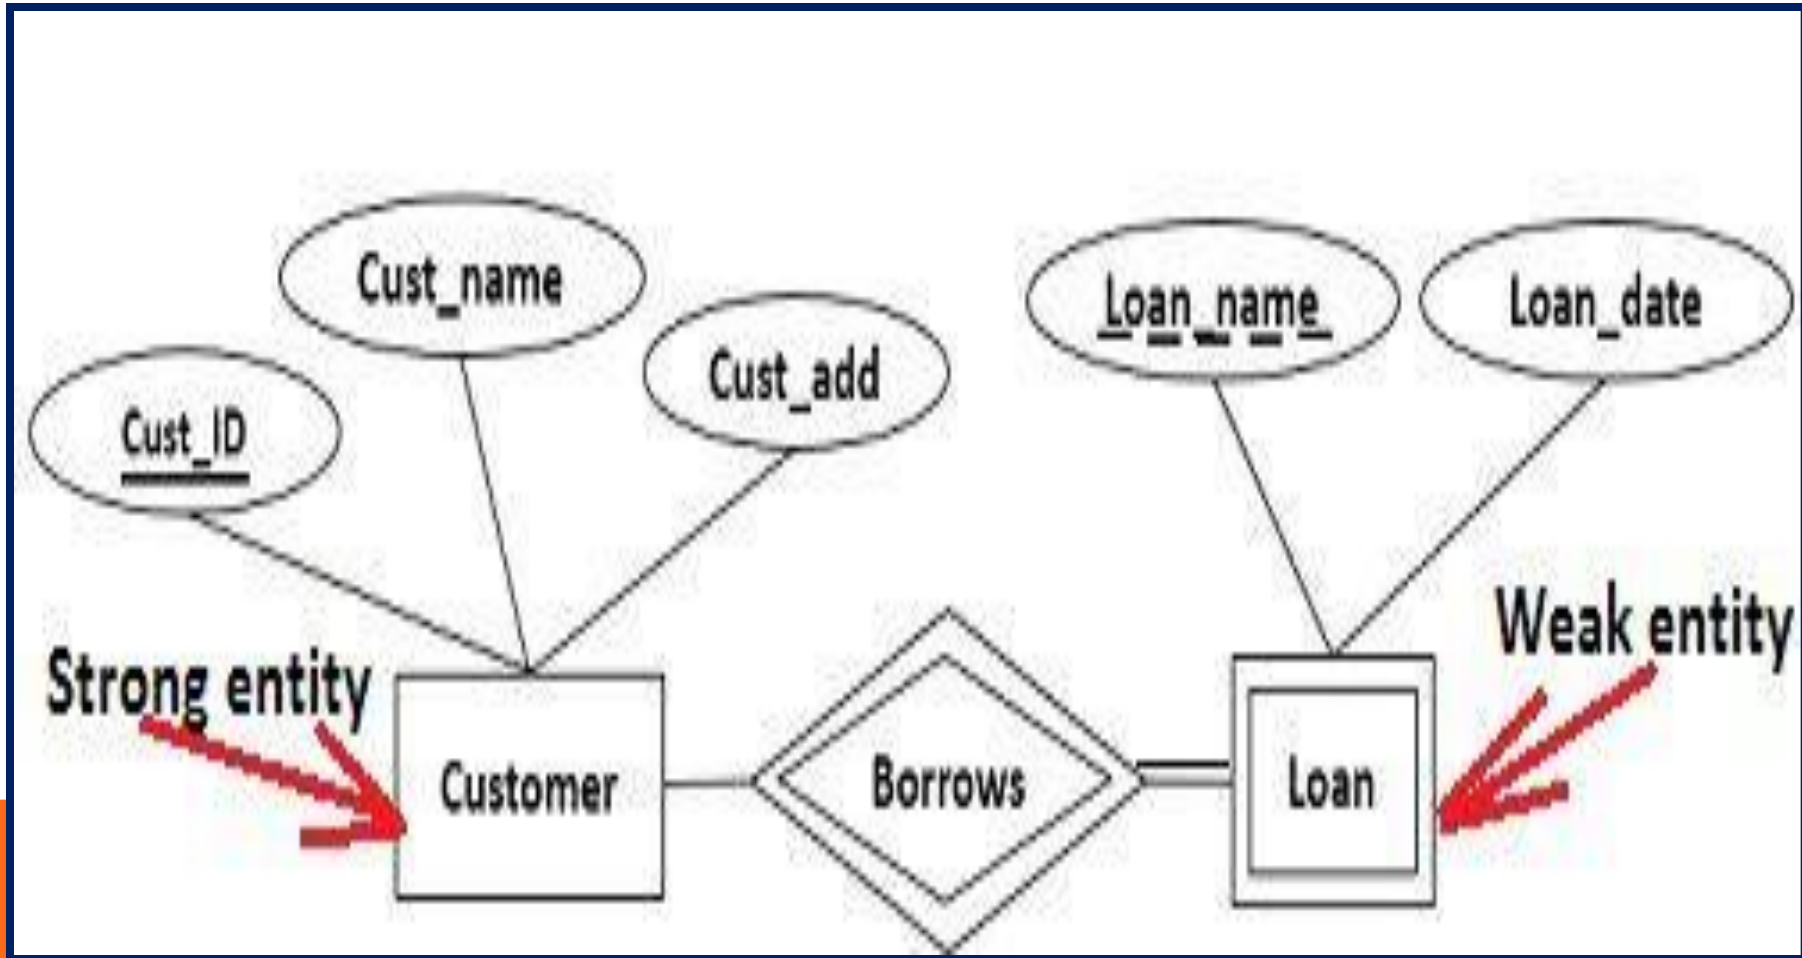 Cust_name
Loan_name
Loan_date
Cust_add
Cust_ID
Weak entity
Strong entity
Customer
Borrows
Loan